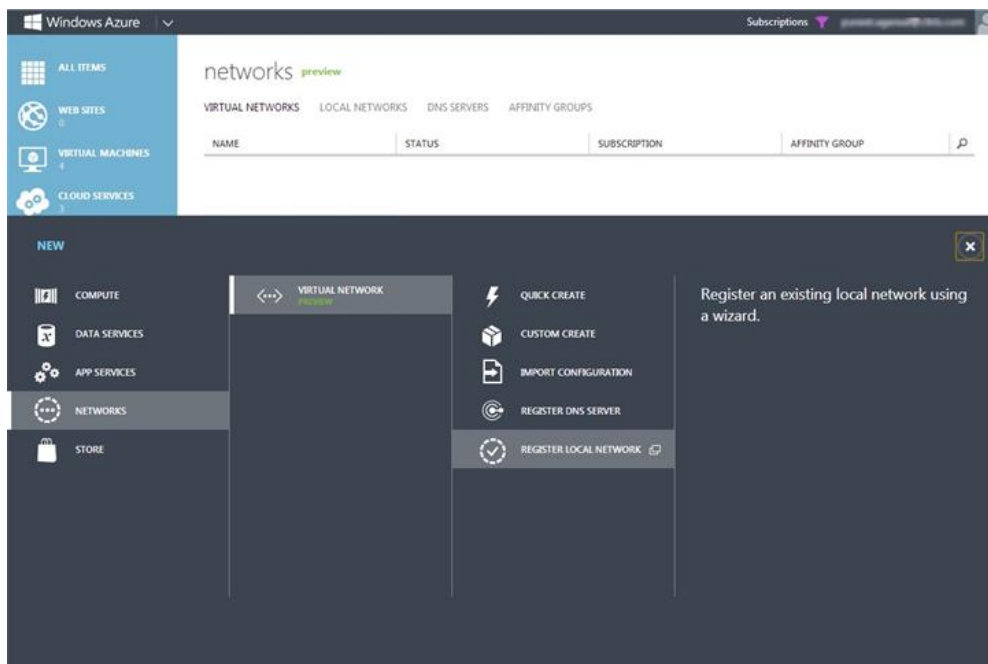 Windows Azure
Subscriptions
ALL ITEMS
WEB SITES
0
VIRTUAL MACHINES
4
CLOUD SERVICES
3
networks preview
VIRTUAL NETWORKS LOCAL NETWORKS DNS SERVERS AFFINITY GROUPS
NAME STATUS SUBSCRIPTION AFFINITY GROUP
NEW
COMPUTE
DATA SERVICES
APP SERVICES
NETWORKS
STORE
VIRTUAL NETWORK
PREVIEW
QUICK CREATE
CUSTOM CREATE
IMPORT CONFIGURATION
REGISTER DNS SERVER
REGISTER LOCAL NETWORK
Register an existing local network using
a wizard.